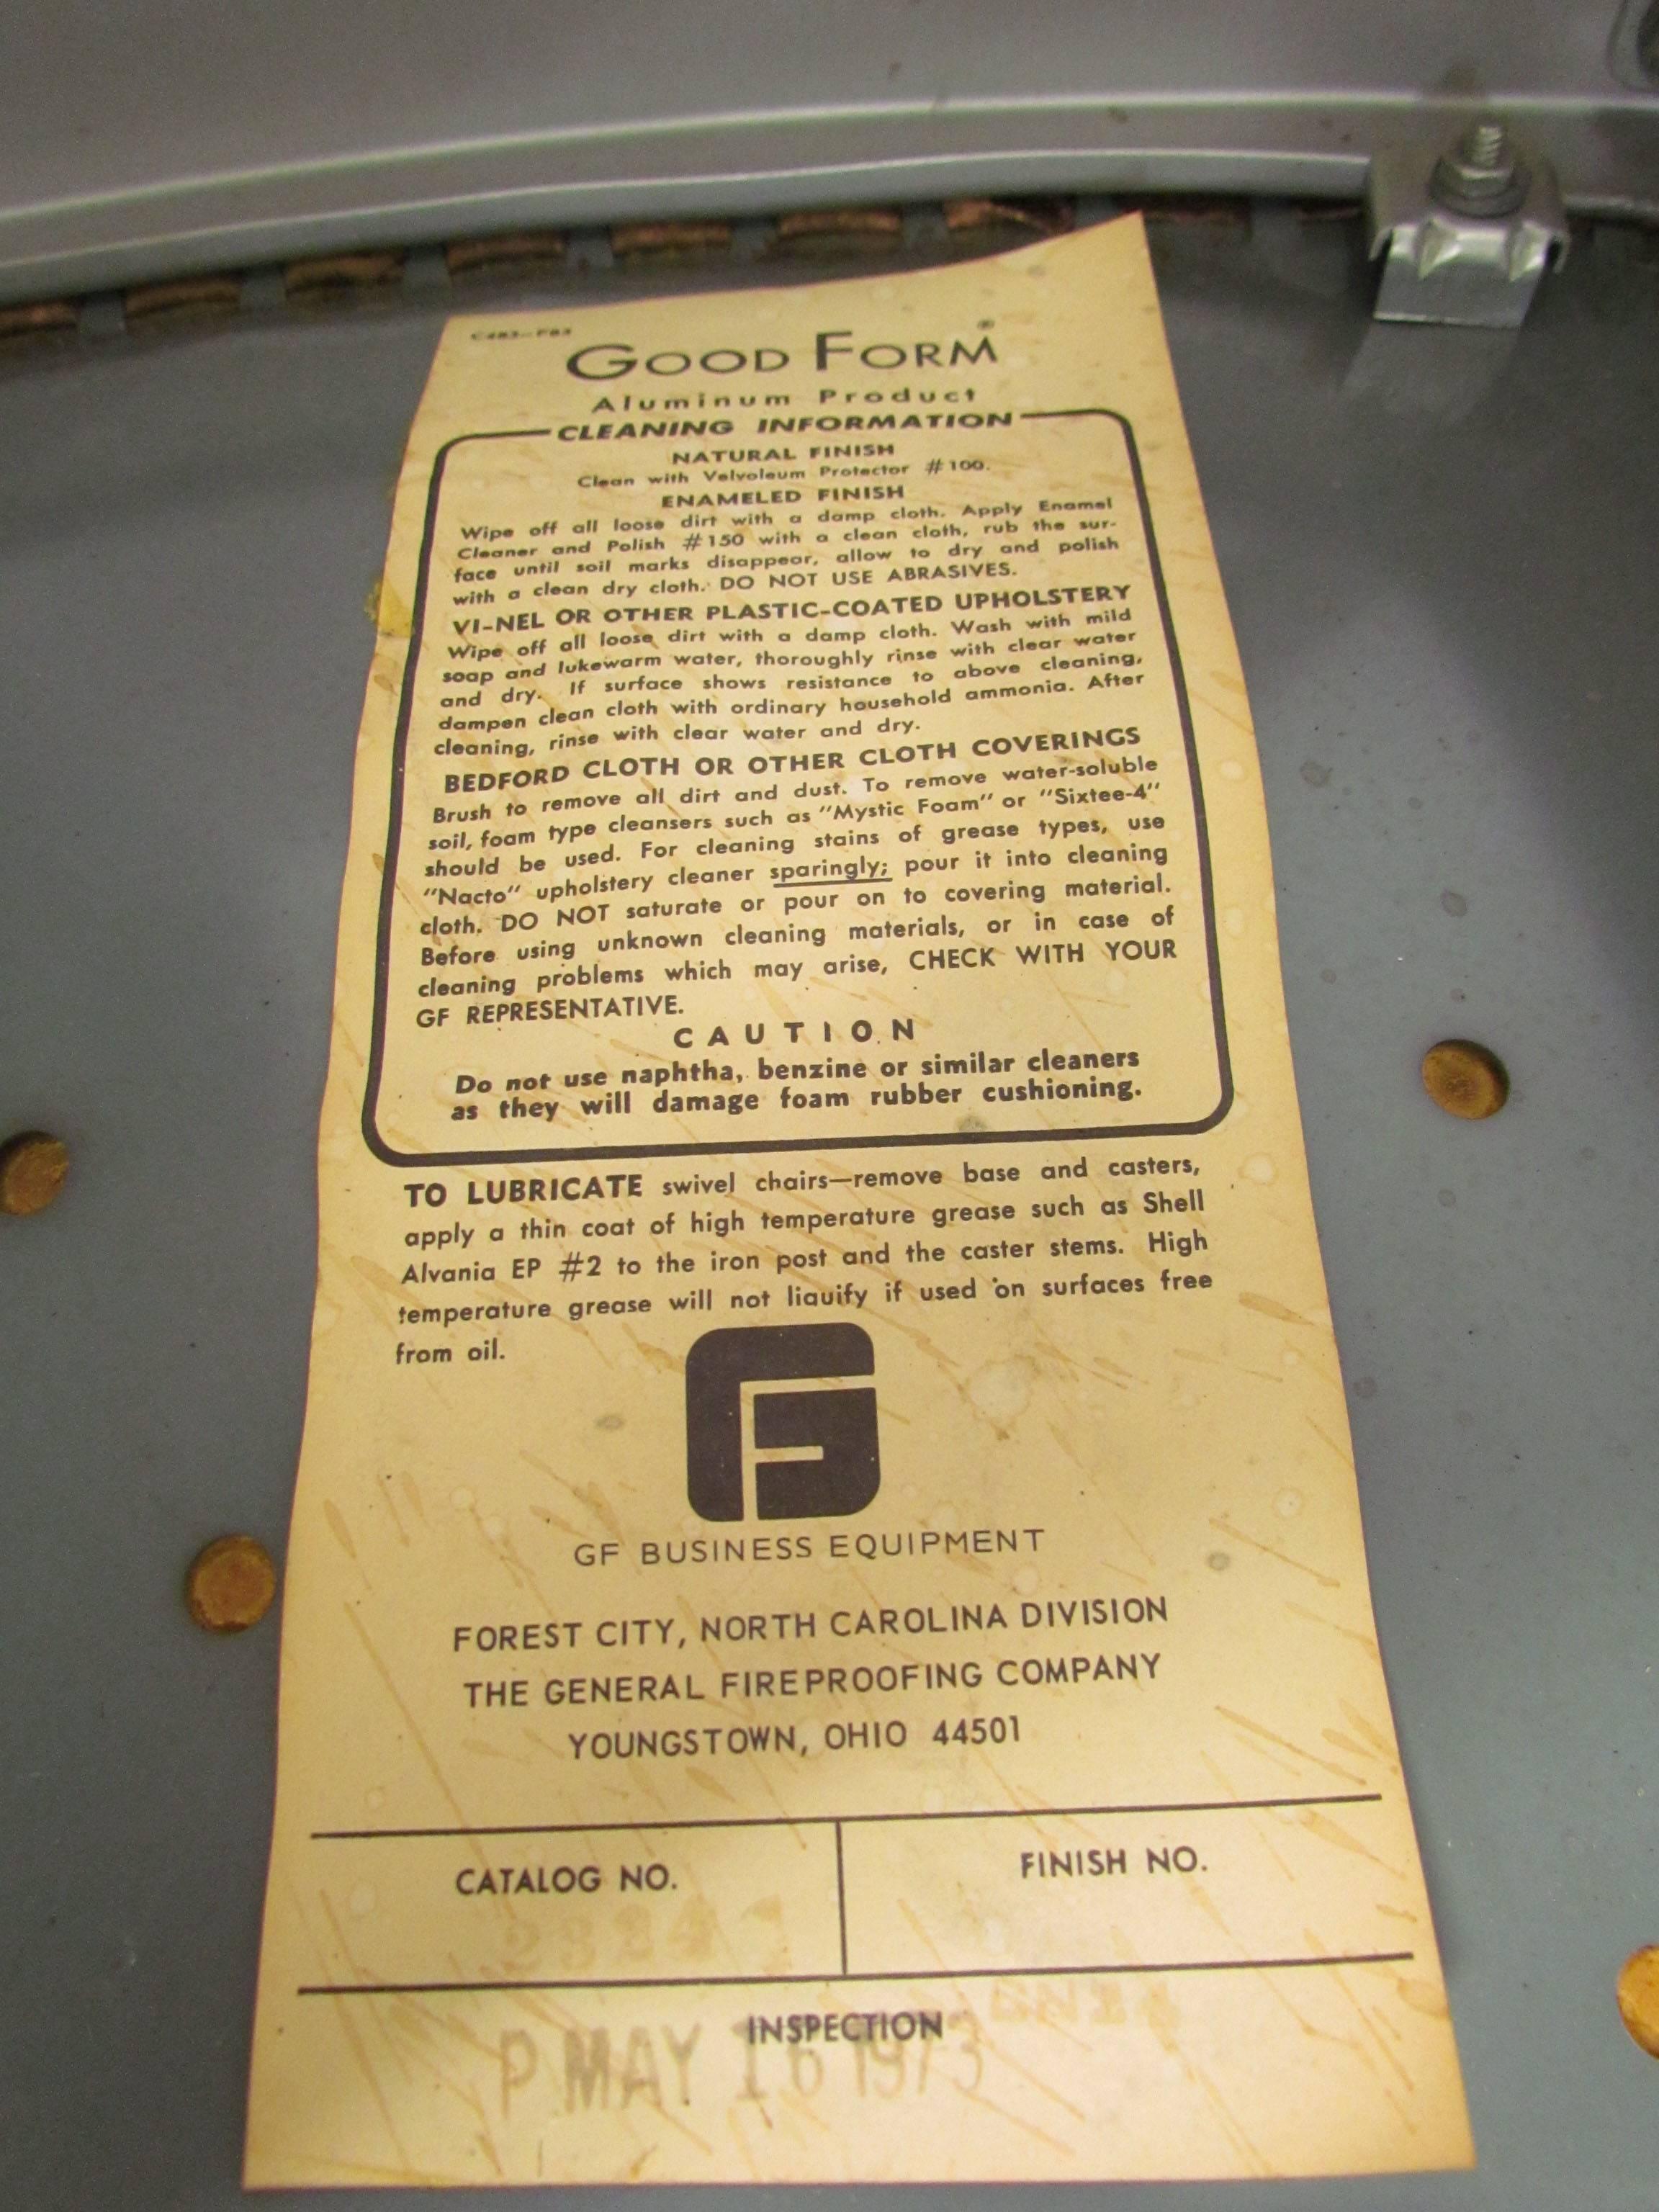 GOOD FORM®
Aluminum Product
CLEANING INFORMATION
NATURAL FINISH
Clean with Velvoleum Protector #100.
ENAMELED FINISH
Wipe off all loose dirt with a damp cloth. Apply Enamel
Cleaner and Polish #150 with a clean cloth, rub the sur-
face until soil marks disappear, allow to dry and polish
with a clean dry cloth. DO NOT USE ABRASIVES.
VI-NEL OR OTHER PLASTIC-COATED UPHOLSTERY
Wipe off all loose dirt with a damp cloth. Wash with mild
soap and lukewarm water, thoroughly rinse with clear water
and dry. If surface shows resistance to above cleaning,
dampen clean cloth with ordinary household ammonia. After
cleaning, rinse with clear water and dry.
BEDFORD CLOTH OR OTHER CLOTH COVERINGS
Brush to remove all dirt and dust. To remove water-soluble
soil, foam type cleansers such as "Mystic Foam" or "Sixtee-4"
should be used. For cleaning stains of grease types, use
"Nacto" upholstery cleaner sparingly; pour it into cleaning
cloth. DO NOT saturate or pour on to covering material.
Before using unknown cleaning materials, or in case of
cleaning problems which may arise, CHECK WITH YOUR
GF REPRESENTATIVE.
CAUTION
Do not use naphtha, benzine or similar cleaners
as they will damage foam rubber cushioning.
TO LUBRICATE swivel chairs—remove base and casters,
apply a thin coat of high temperature grease such as Shell
Alvania EP #2 to the iron post and the caster stems. High
temperature grease will not liauify if used on surfaces free
from oil.
GF
GF BUSINESS EQUIPMENT
FOREST CITY, NORTH CAROLINA DIVISION
THE GENERAL FIREPROOFING COMPANY
YOUNGSTOWN, OHIO 44501
CATALOG NO.
FINISH NO.
INSPECTION
P MAY 16 1973